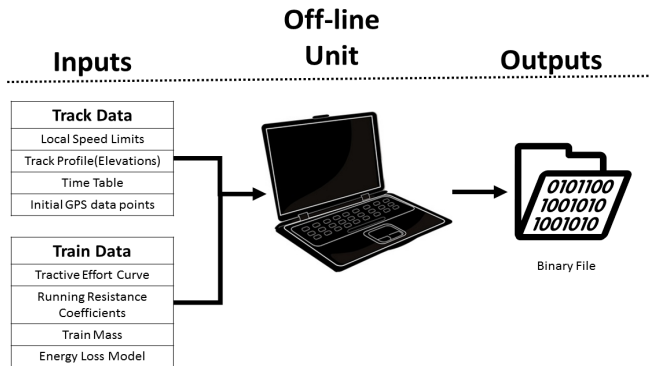 Off-line
Unit
Inputs
Outputs
Track Data
Local Speed Limits
Track Profile(Elevations)
Time Table
Initial GPS data points
Train Data
Tractive Effort Curve
Running Resistance
Coefficients
Train Mass
Energy Loss Model
0101100
1001010
1001010
Binary File